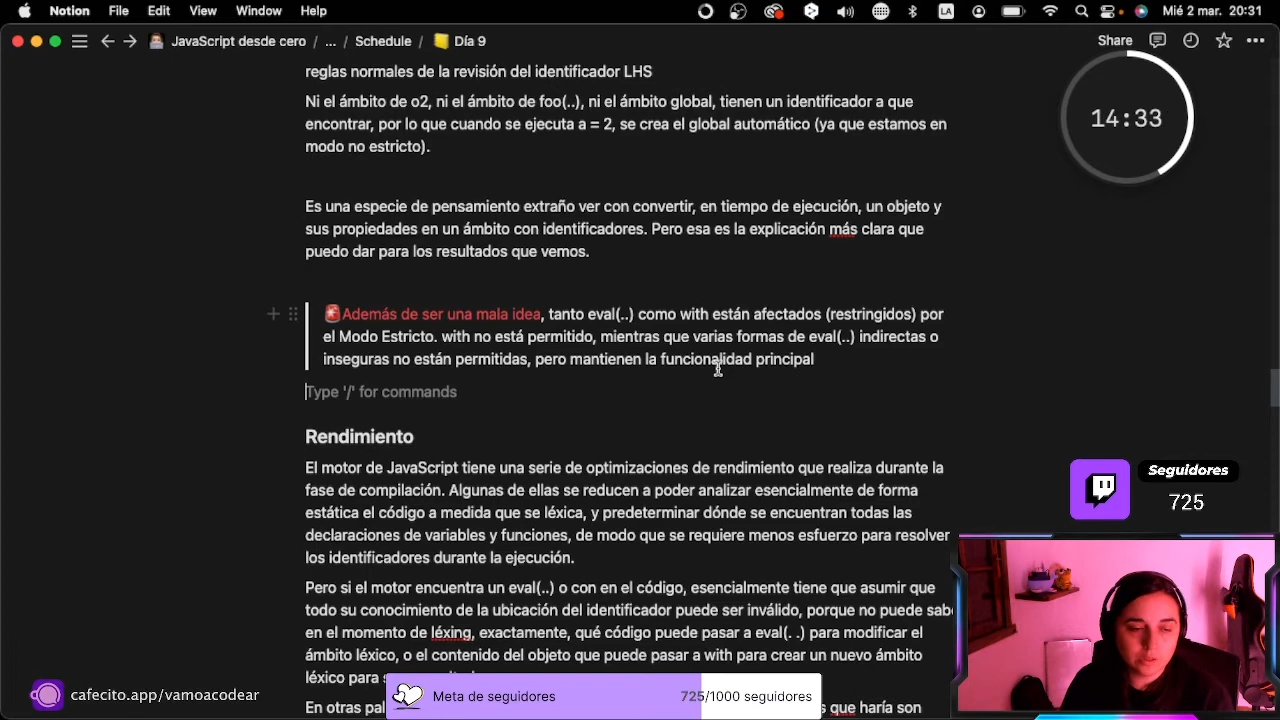 Notion File Edit View Window Help LA Mié 2 mar. 20:31
JavaScript desde cero / ... / Schedule / Día 9 Share
reglas normales de la revisión del identificador LHS
Ni el ámbito de o2, ni el ámbito de foo(..), ni el ámbito global, tienen un identificador a que
encontrar, por lo que cuando se ejecuta a = 2, se crea el global automático (ya que estamos en
modo no estricto).
14:33
Es una especie de pensamiento extraño ver con convertir, en tiempo de ejecución, un objeto y
sus propiedades en un ámbito con identificadores. Pero esa es la explicación más clara que
puedo dar para los resultados que vemos.
Además de ser una mala idea, tanto eval(..) como with están afectados (restringidos) por
el Modo Estricto. with no está permitido, mientras que varias formas de eval(..) indirectas o
inseguras no están permitidas, pero mantienen la funcionalidad principal
Type '/' for commands
Rendimiento
El motor de JavaScript tiene una serie de optimizaciones de rendimiento que realiza durante la
fase de compilación. Algunas de ellas se reducen a poder analizar esencialmente de forma
estática el código a medida que se léxica, y predeterminar dónde se encuentran todas las
declaraciones de variables y funciones, de modo que se requiere menos esfuerzo para resolver
los identificadores durante la ejecución.
Seguidores
725
Pero si el motor encuentra un eval(..) o con en el código, esencialmente tiene que asumir que
todo su conocimiento de la ubicación del identificador puede ser inválido, porque no puede sabe
en el momento de léxing, exactamente, qué código puede pasar a eval(. .) para modificar el
ámbito léxico, o el contenido del objeto que puede pasar a with para crear un nuevo ámbito
léxico para
En otras que haría son
cafecito.app/vamoacodear
Meta de seguidores 725/1000 seguidores